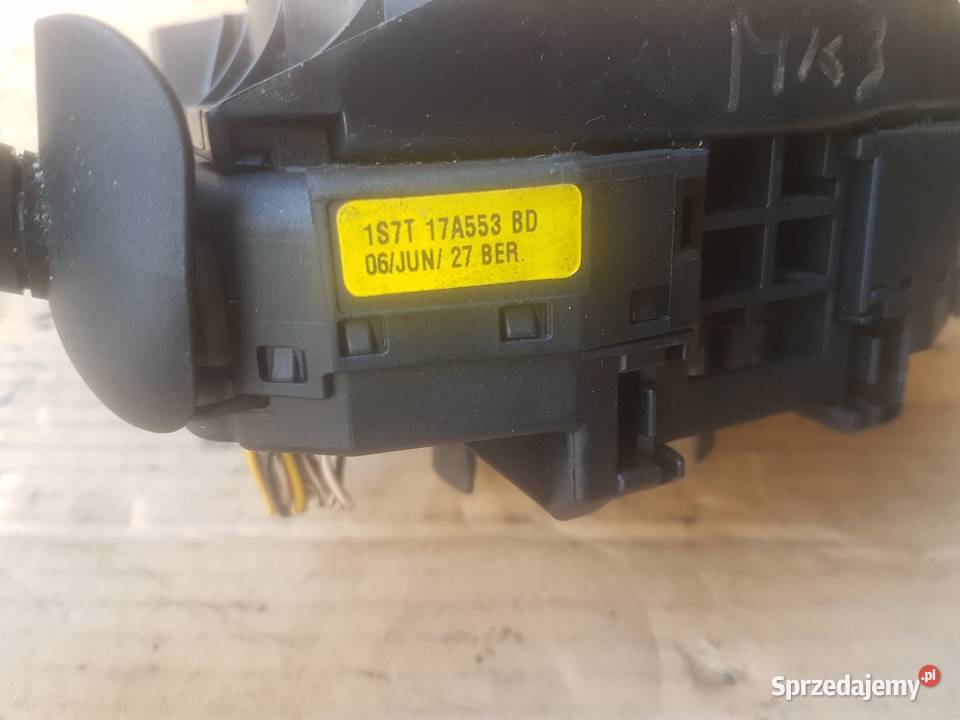 MK3
1S7T 17A553 BD
06/JUN/ 27 BER.
Sprzedajemy.pl